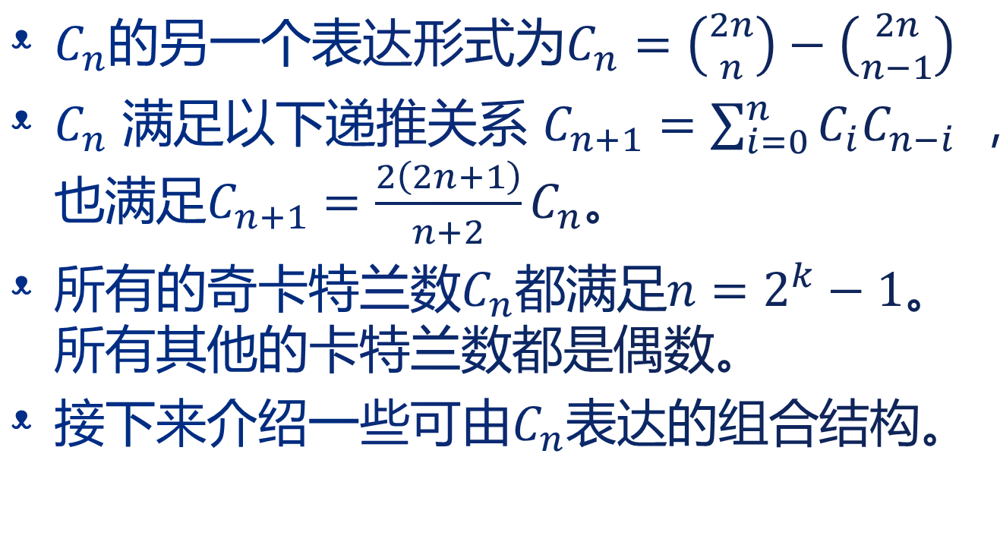 ᴥ $C_n$的另一个表达形式为$C_n = \binom{2n}{n} - \binom{2n}{n-1}$
ᴥ $C_n$ 满足以下递推关系 $C_{n+1} = \sum_{i=0}^{n} C_i C_{n-i}$ ，
也满足$C_{n+1} = \frac{2(2n+1)}{n+2} C_n$。
ᴥ 所有的奇卡特兰数$C_n$都满足$n = 2^k - 1$。
所有其他的卡特兰数都是偶数。
ᴥ 接下来介绍一些可由$C_n$表达的组合结构。